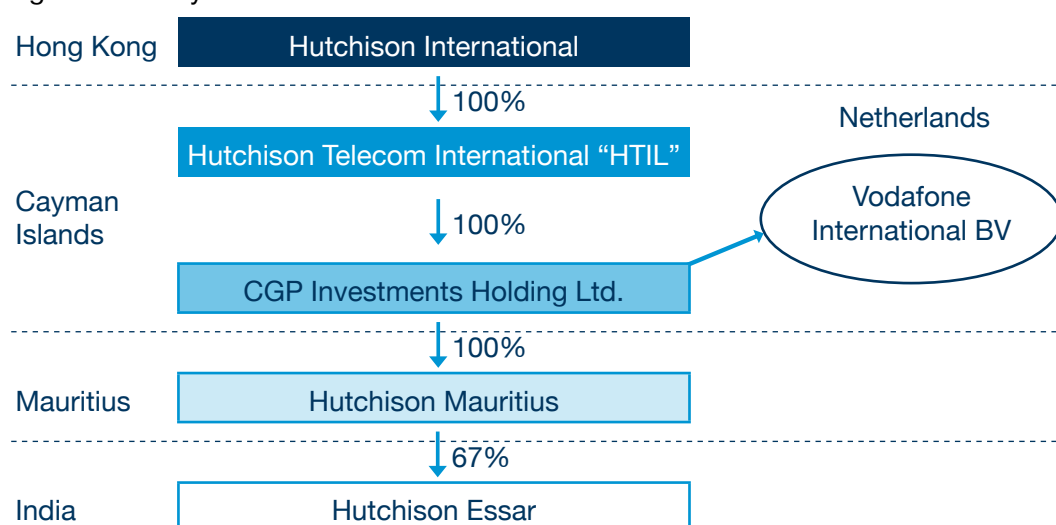 Hong Kong
Hutchison International
100%
Netherlands
Hutchison Telecom International “HTIL”
Cayman
Islands
100%
Vodafone
International BV
CGP Investments Holding Ltd.
100%
Mauritius
Hutchison Mauritius
67%
India
Hutchison Essar